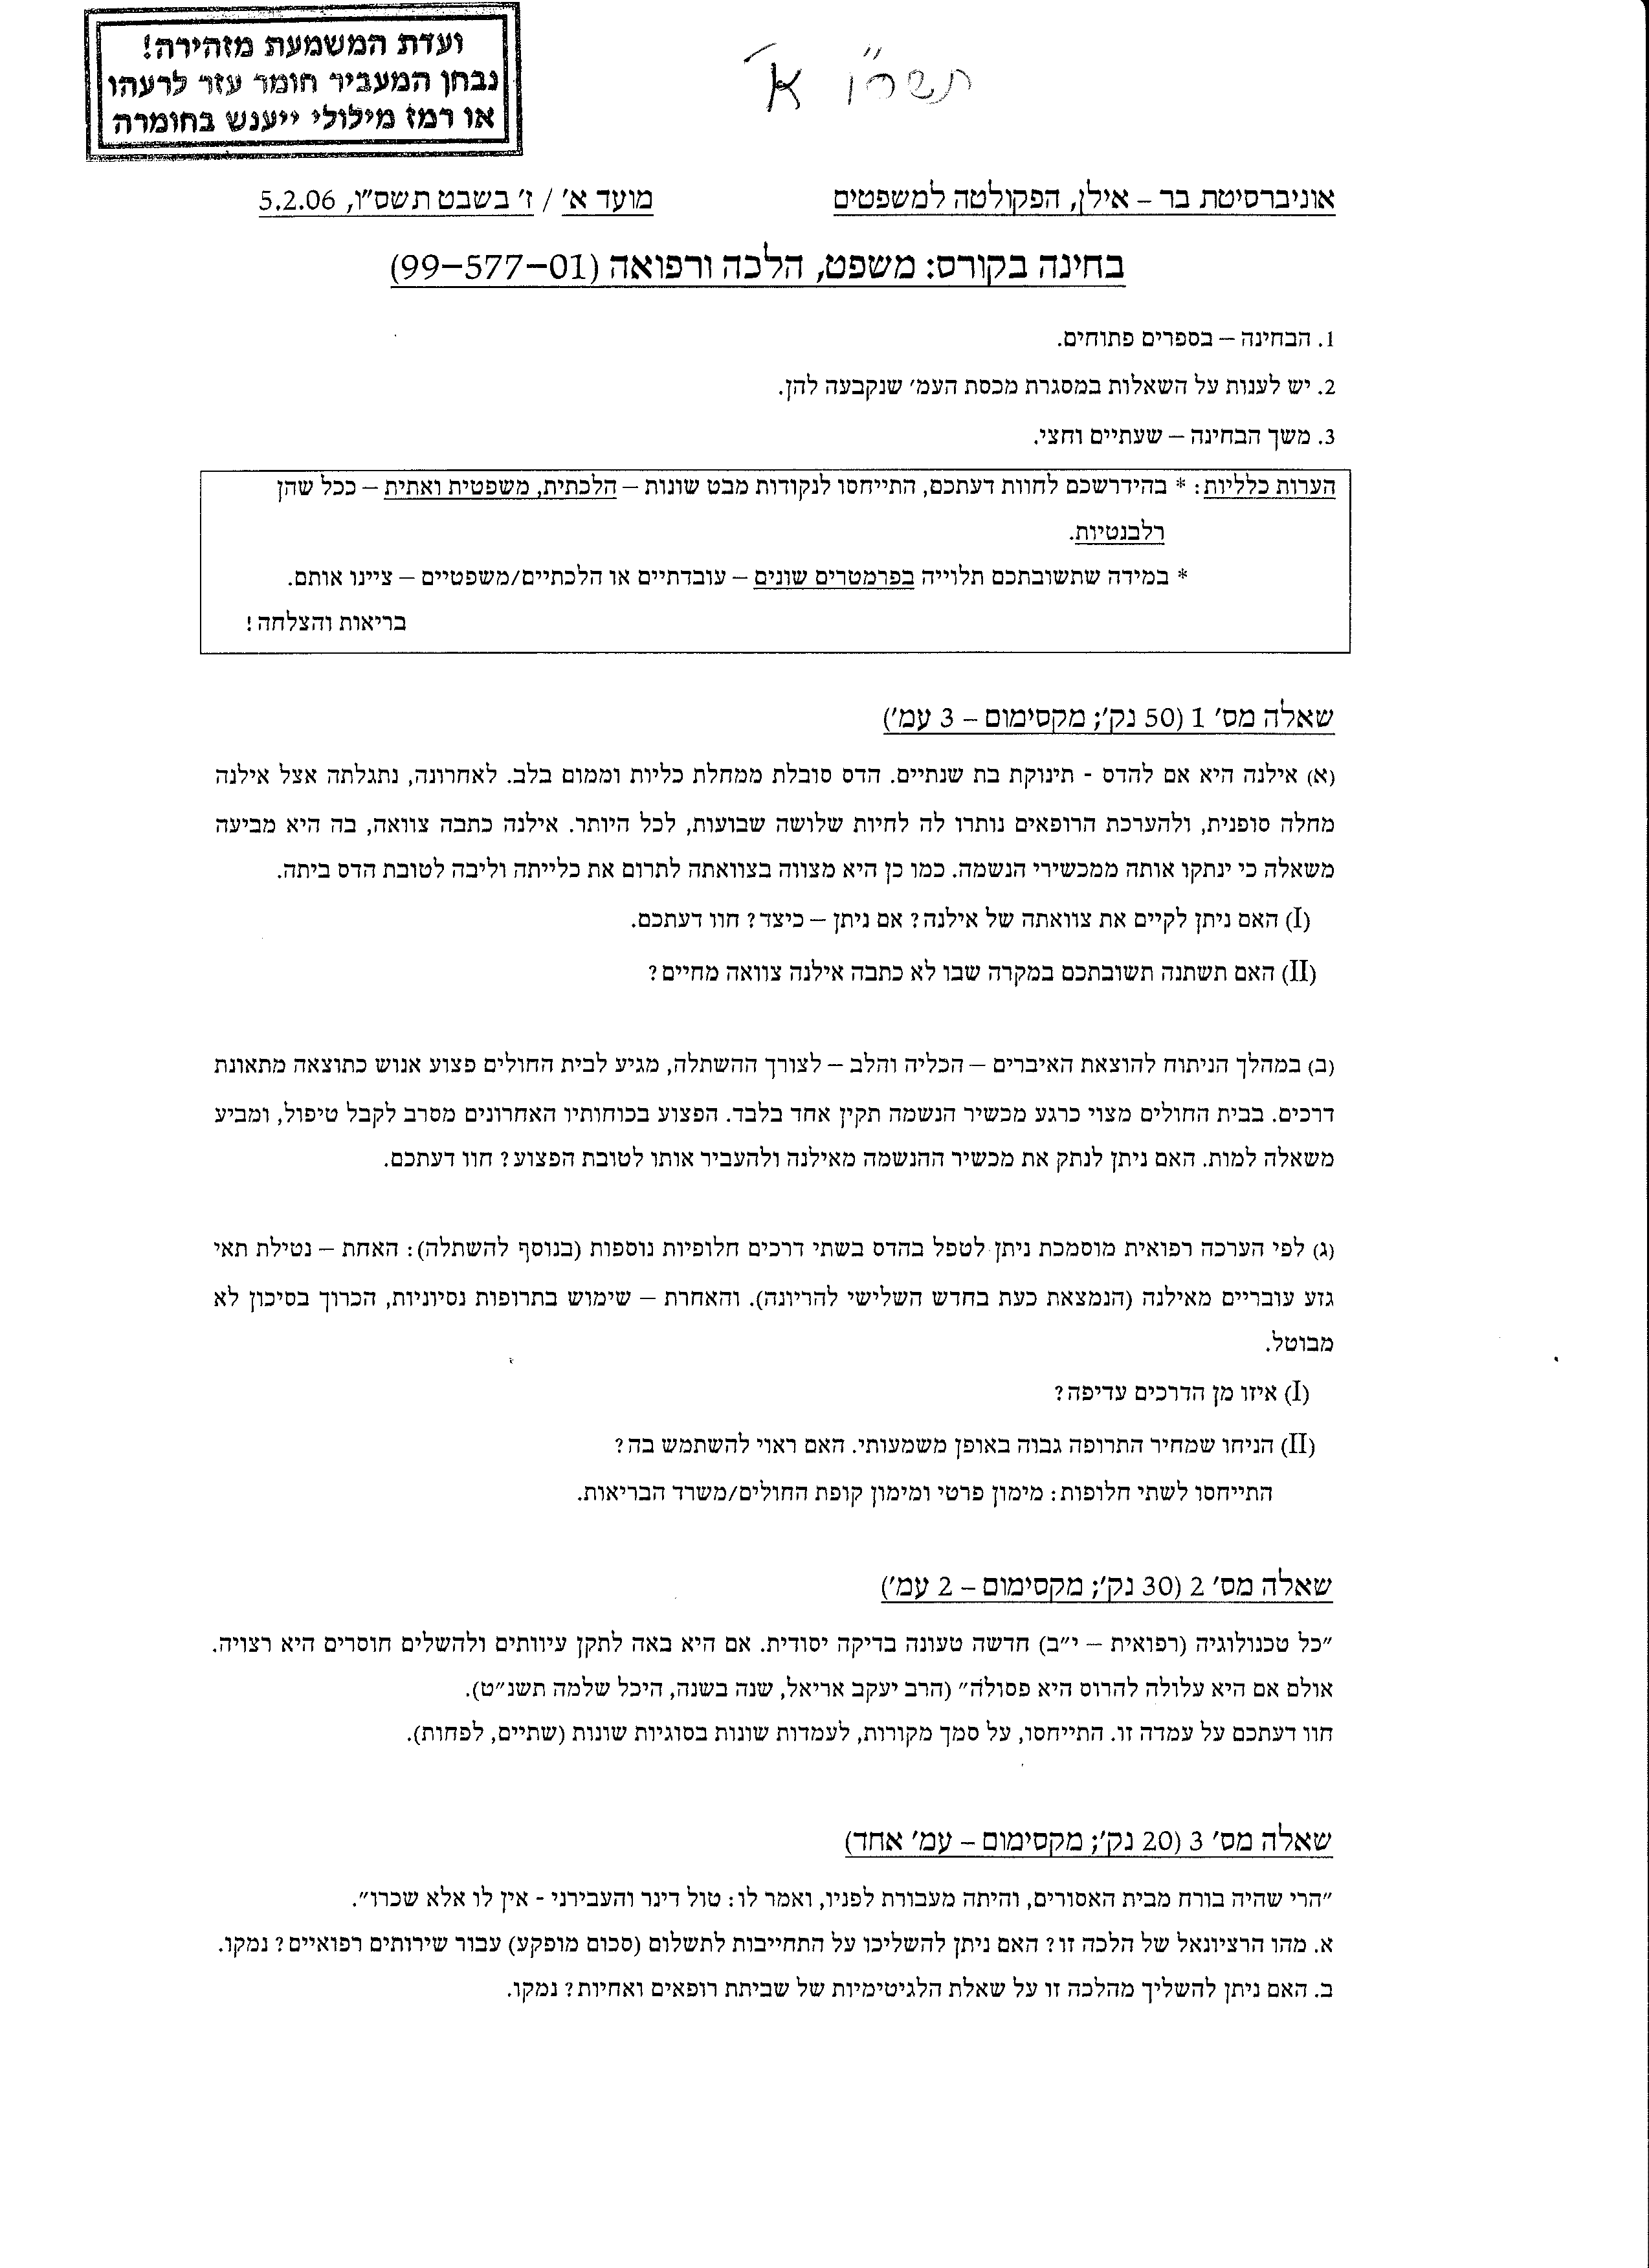 ועדת המשמעת מזהירה!
נבחן המעביר חומר עזר לרעהו
או רמז מילולי ייענש בחומרה
תשס"ו א'
אוניברסיטת בר – אילן, הפקולטה למשפטים
מועד א' / ז' בשבט תשס"ו, 5.2.06
בחינה בקורס: משפט, הלכה ורפואה (99-577-01)
1. הבחינה – בספרים פתוחים.
2. יש לענות על השאלות במסגרת מכסת העמ' שנקבעה להן.
3. משך הבחינה – שעתיים וחצי.
הערות כלליות: * בהידרשכם לחוות דעתכם, התייחסו לנקודות מבט שונות – הלכתית, משפטית ואתית – ככל שהן
רלבנטיות.
* במידה שתשובתכם תלוייה בפרמטרים שונים – עובדתיים או הלכתיים/משפטיים – ציינו אותם.
בריאות והצלחה!
שאלה מס' 1 (50 נק'; מקסימום – 3 עמ')
(א) אילנה היא אם להדס - תינוקת בת שנתיים. הדס סובלת ממחלת כליות וממום בלב. לאחרונה, נתגלתה אצל אילנה
מחלה סופנית, ולהערכת הרופאים נותרו לה לחיות שלושה שבועות, לכל היותר. אילנה כתבה צוואה, בה היא מביעה
משאלה כי ינתקו אותה ממכשירי הנשמה. כמו כן היא מצווה בצוואתה לתרום את כלייתה וליבה לטובת הדס ביתה.
(I) האם ניתן לקיים את צוואתה של אילנה? אם ניתן – כיצד? חוו דעתכם.
(II) האם תשתנה תשובתכם במקרה שבו לא כתבה אילנה צוואה מחיים?
(ב) במהלך הניתוח להוצאת האיברים – הכליה והלב – לצורך ההשתלה, מגיע לבית החולים פצוע אנוש כתוצאה מתאונת
דרכים. בבית החולים מצוי כרגע מכשיר הנשמה תקין אחד בלבד. הפצוע בכוחותיו האחרונים מסרב לקבל טיפול, ומביע
משאלה למות. האם ניתן לנתק את מכשיר ההנשמה מאילנה ולהעביר אותו לטובת הפצוע? חוו דעתכם.
(ג) לפי הערכה רפואית מוסמכת ניתן לטפל בהדס בשתי דרכים חלופיות נוספות (בנוסף להשתלה): האחת – נטילת תאי
גזע עובריים מאילנה (הנמצאת כעת בחדש השלישי להריונה). והאחרת – שימוש בתרופות נסיוניות, הכרוך בסיכון לא
מבוטל.
(I) איזו מן הדרכים עדיפה?
(II) הניחו שמחיר התרופה גבוה באופן משמעותי. האם ראוי להשתמש בה?
התייחסו לשתי חלופות: מימון פרטי ומימון קופת החולים/משרד הבריאות.
שאלה מס' 2 (30 נק'; מקסימום – 2 עמ')
"כל טכנולוגיה (רפואית – י"ב) חדשה טעונה בדיקה יסודית. אם היא באה לתקן עיוותים ולהשלים חוסרים היא רצויה.
אולם אם היא עלולה להרוס היא פסולה" (הרב יעקב אריאל, שנה בשנה, היכל שלמה תשנ"ט).
חוו דעתכם על עמדה זו. התייחסו, על סמך מקורות, לעמדות שונות בסוגיות שונות (שתיים, לפחות).
שאלה מס' 3 (20 נק'; מקסימום – עמ' אחד)
"הרי שהיה בורח מבית האסורים, והיתה מעבורת לפניו, ואמר לו: טול דינר והעבירני - אין לו אלא שכרו".
א. מהו הרציונאל של הלכה זו? האם ניתן להשליכו על התחייבות לתשלום (סכום מופקע) עבור שירותים רפואיים? נמקו.
ב. האם ניתן להשליך מהלכה זו על שאלת הלגיטימיות של שביתת רופאים ואחיות? נמקו.